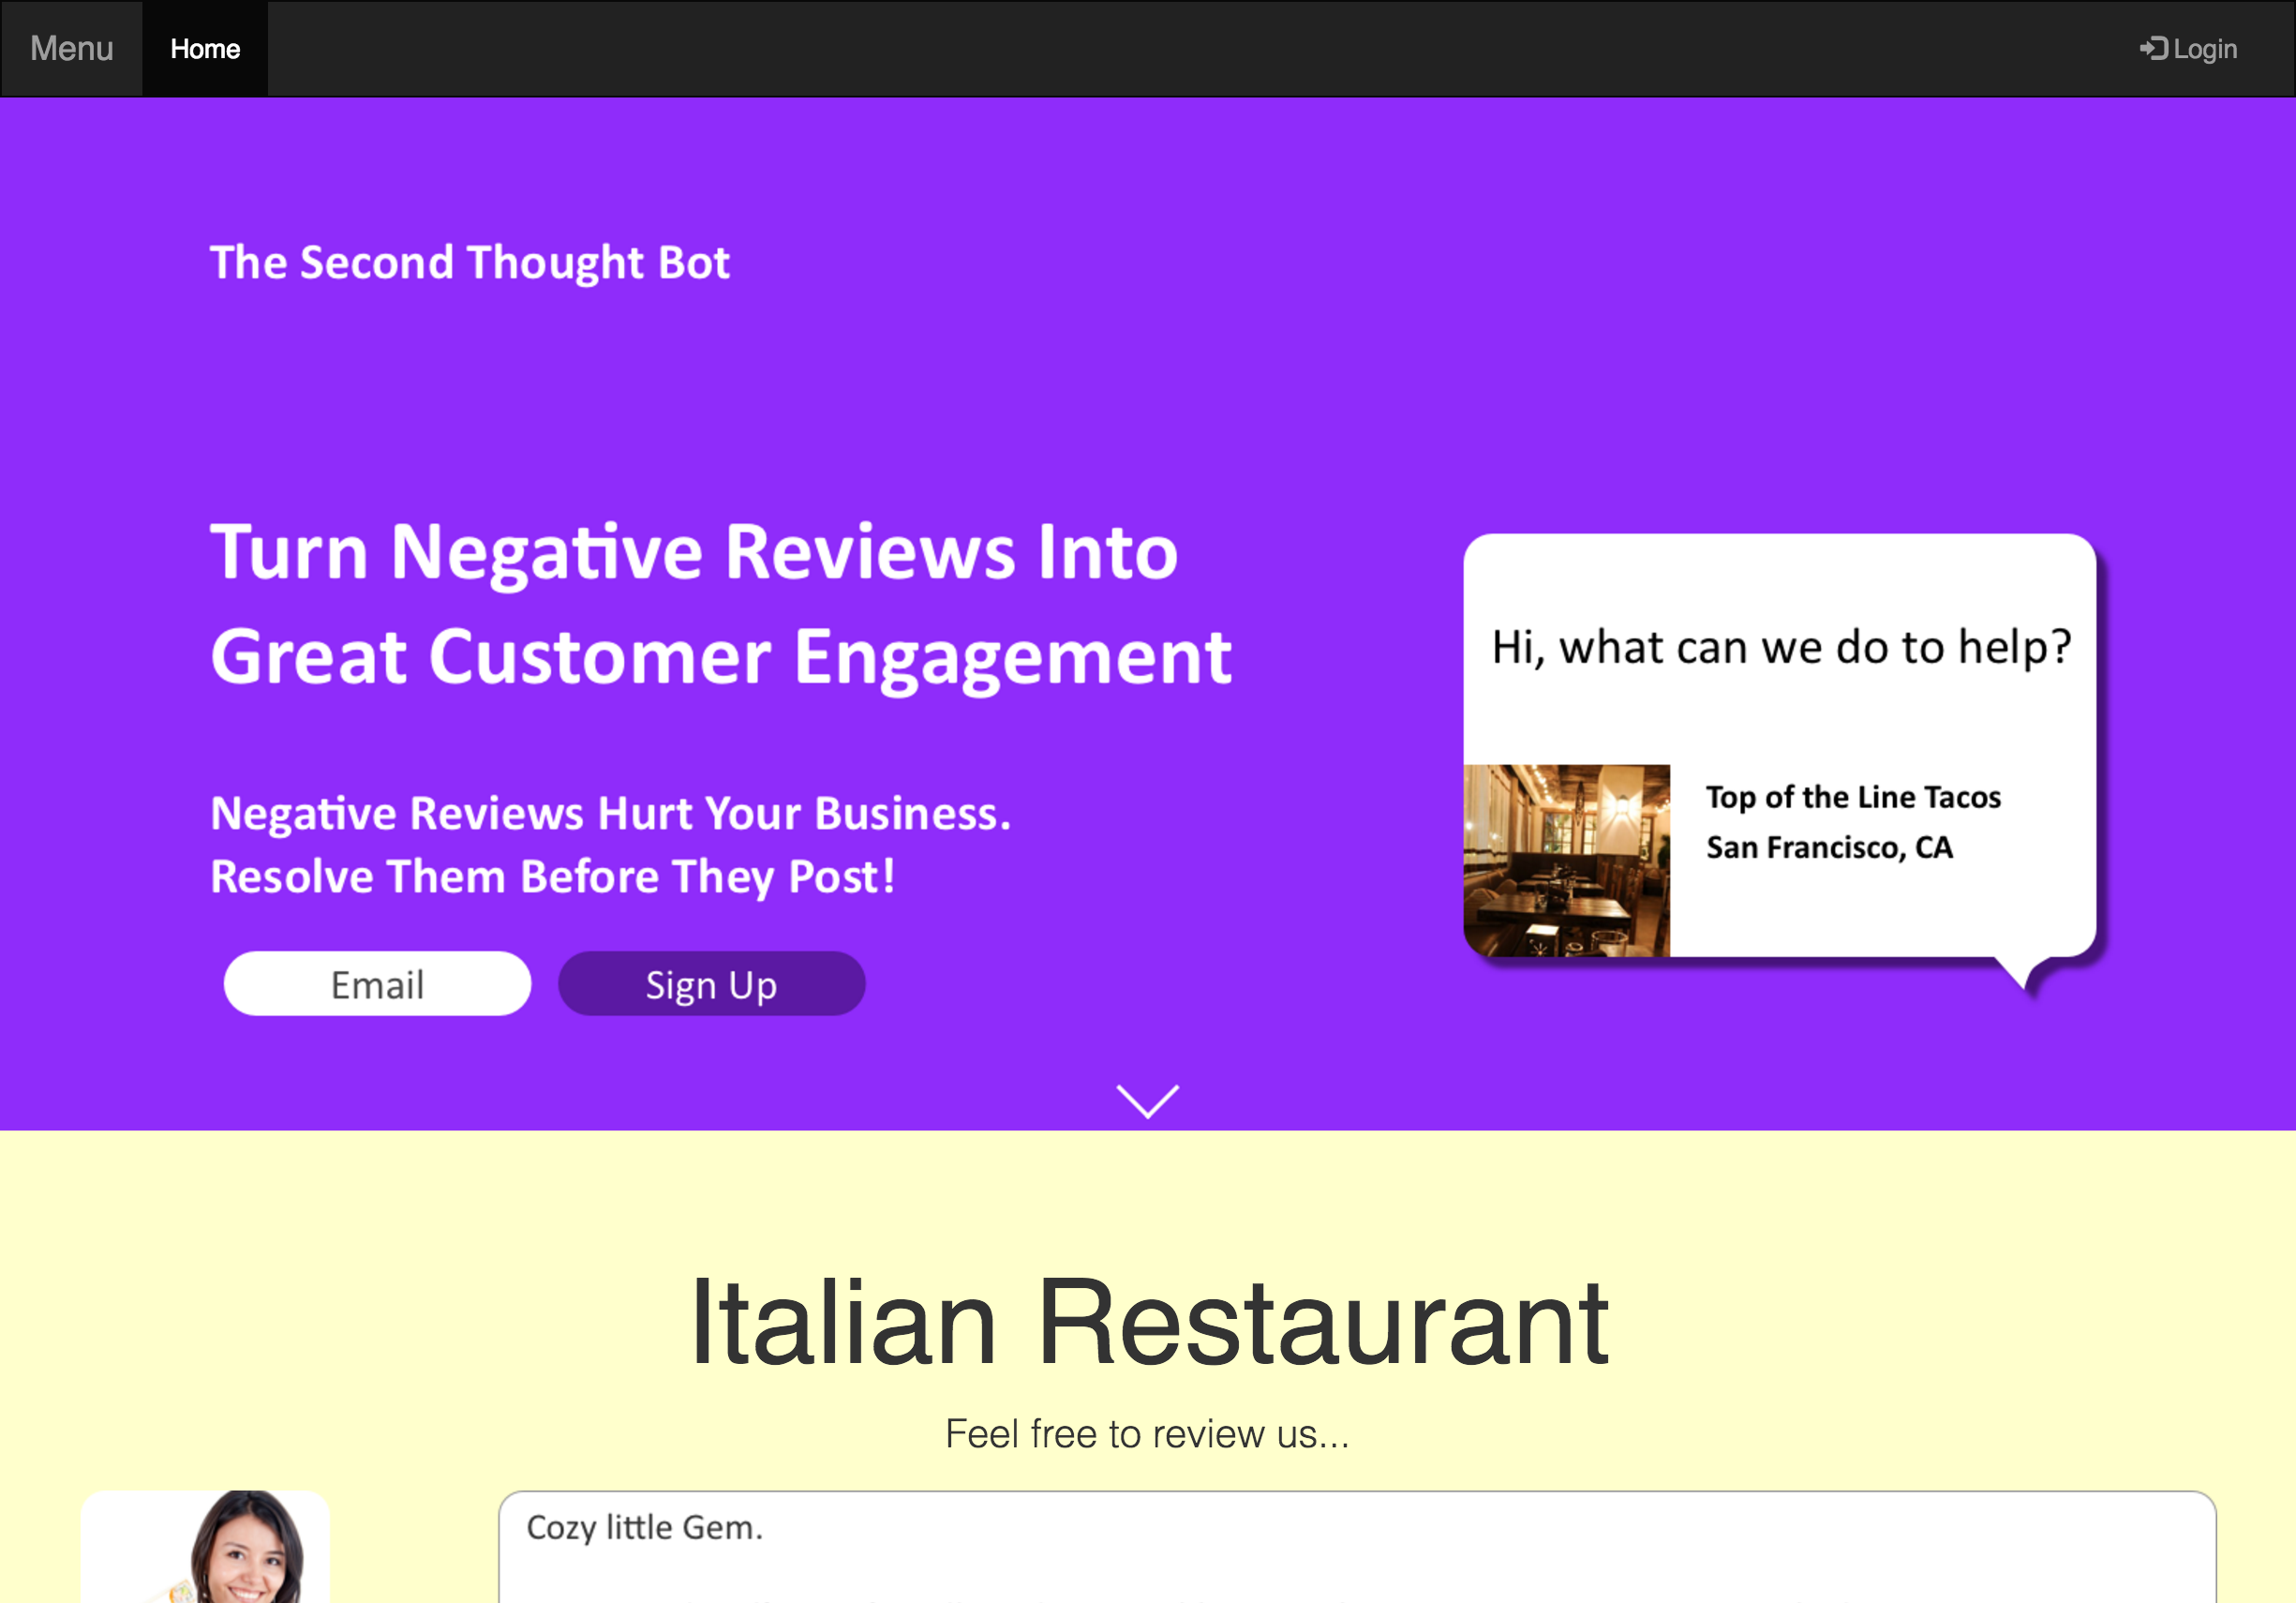 Menu Home Login
The Second Thought Bot
Turn Negative Reviews Into
Great Customer Engagement
Hi, what can we do to help?
Top of the Line Tacos
San Francisco, CA
Negative Reviews Hurt Your Business.
Resolve Them Before They Post!
Email Sign Up
Italian Restaurant
Feel free to review us...
Cozy little Gem.